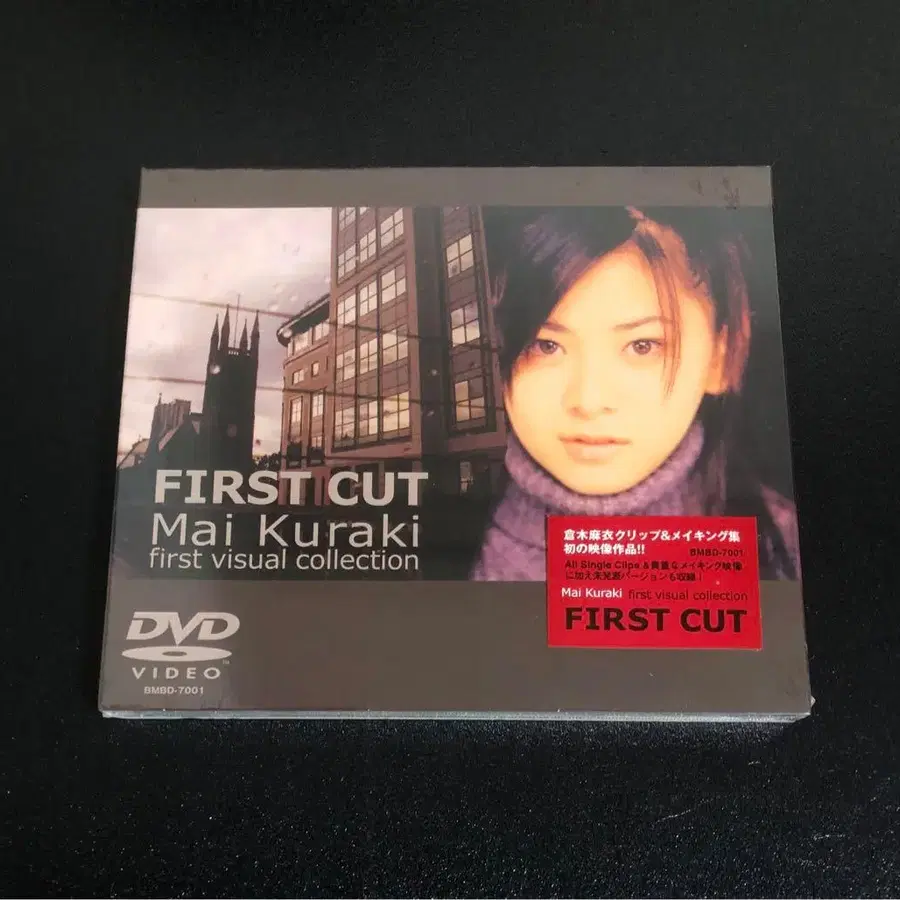 FIRST CUT
Mai Kuraki
first visual collection
DVD
VIDEO
BMBD-7001
倉木麻衣クリップ&メイキング集
初の映像作品!!
BMBD-7001
All Single Clips &貴重なメイキング映像
に加え未発表バージョンも収録!
Mai Kuraki first visual collection
FIRST CUT